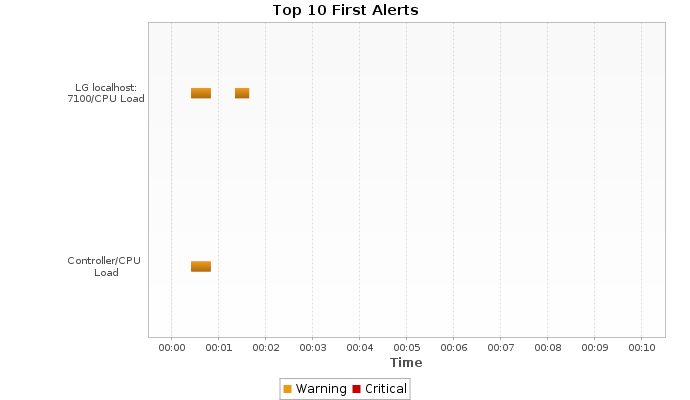 Top 10 First Alerts
LG localhost:
7100/CPU Load
Controller/CPU
Load
00:00 00:01 00:02 00:03 00:04 00:05 00:06 00:07 00:08 00:09 00:10
Time
Warning Critical